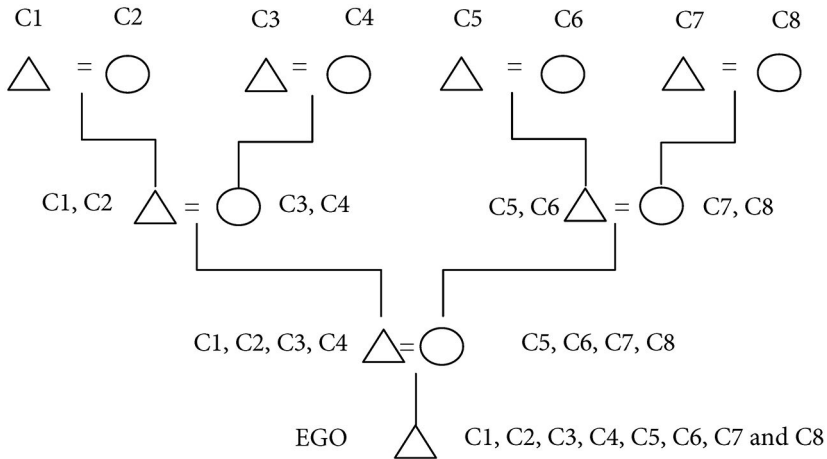 C1 C2 C3 C4 C5 C6 C7 C8
= = = =
C1, C2 = C3, C4 C5, C6 = C7, C8
C1, C2, C3, C4 = C5, C6, C7, C8
EGO C1, C2, C3, C4, C5, C6, C7 and C8